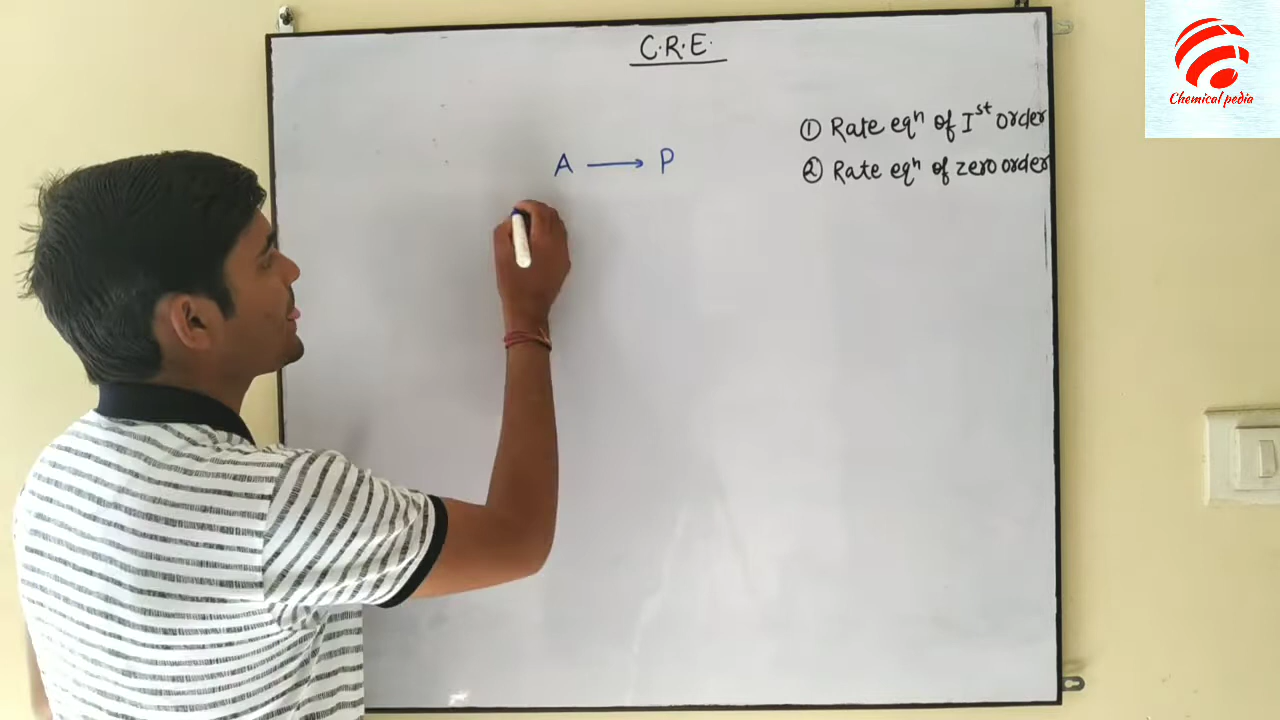 C.R.E.
A ⟶ P
① Rate eqⁿ of Iˢᵗ order
② Rate eqⁿ of zero order
Chemical pedia